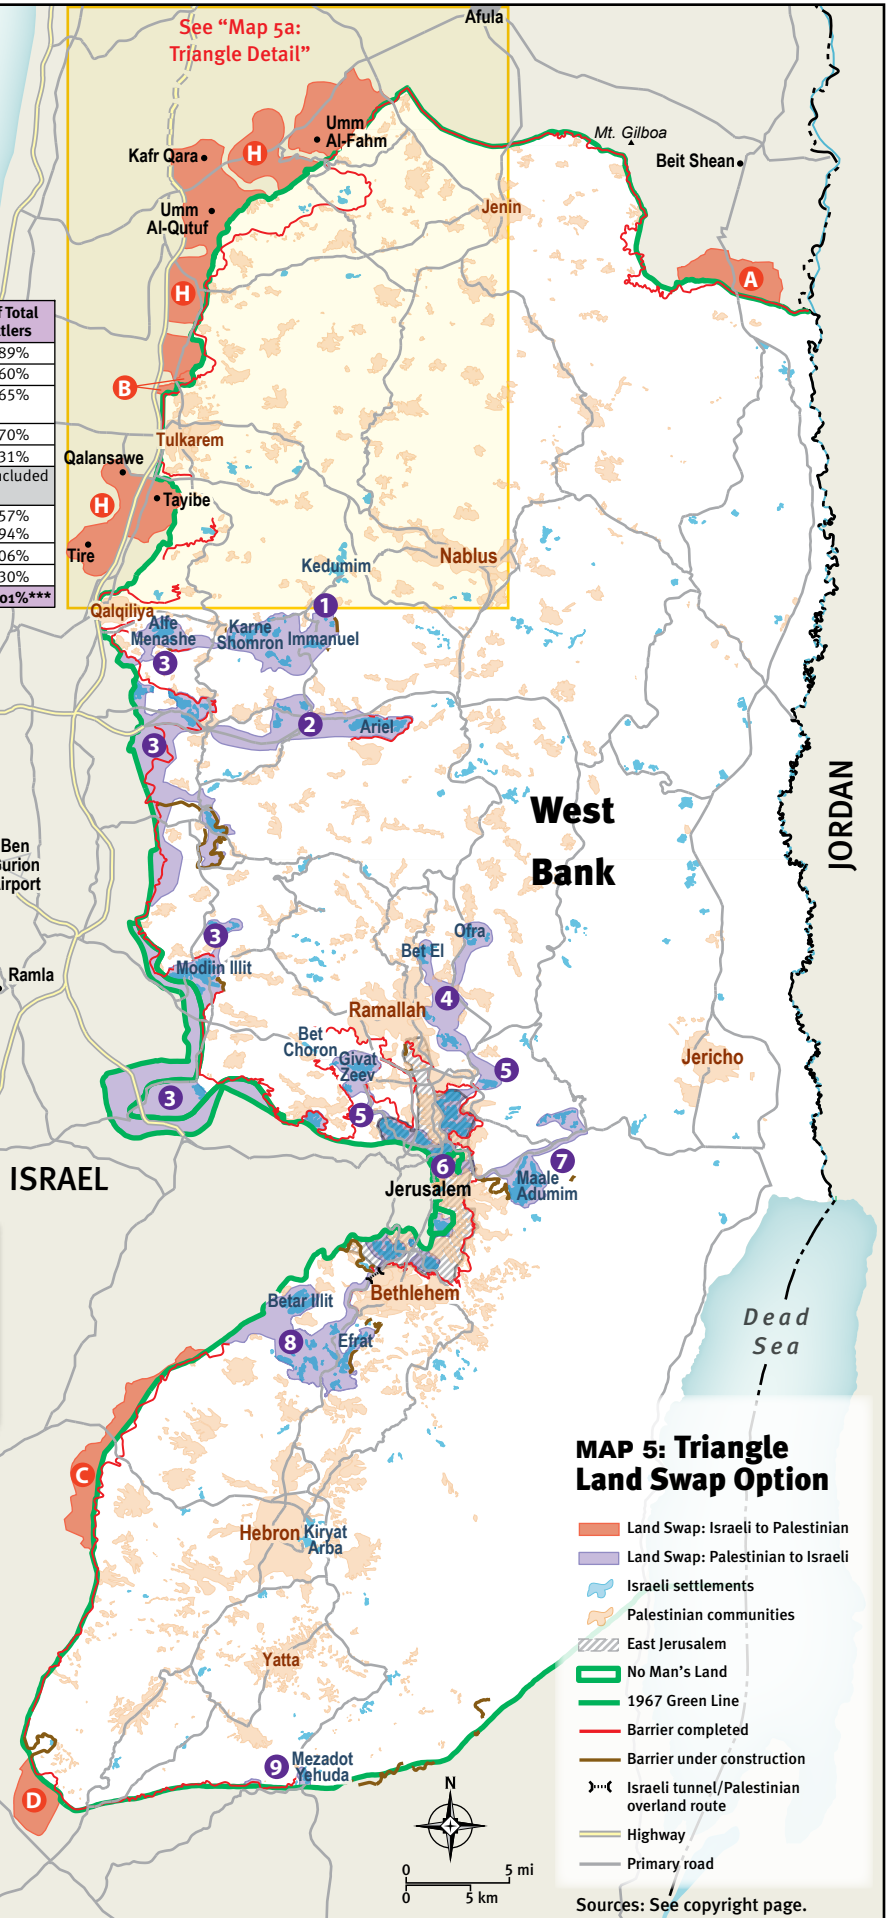 Afula
See “Map 5a:
Triangle Detail”
Umm
Al-Fahm
Kafr Qara
H
Mt. Gilboa
Beit Shean
Umm
Al-Qutuf
Jenin
A
H
f Total
tlers
89%
60%
65%
70%
31%
ncluded
57%
94%
06%
30%
01%***
B
Tulkarem
Qalansawe
Tayibe
H
Tire
Nablus
Kedumim
1
Qalqiliya
Alfe
Menashe
Karne
Shomron
Immanuel
3
2
Ariel
3
West
Bank
JORDAN
Ben
urion
irport
3
Ofra
Bet El
Modiin Illit
Ramla
4
Ramallah
Bet
Choron
Givat
Zeev
Jericho
5
3
5
ISRAEL
6
7
Jerusalem
Maale
Adumim
Bethlehem
Betar Illit
8
Efrat
Dead
Sea
C
Hebron
Kiryat
Arba
Yatta
9
Mezadot
Yehuda
D
MAP 5: Triangle
Land Swap Option
Land Swap: Israeli to Palestinian
Land Swap: Palestinian to Israeli
Israeli settlements
Palestinian communities
East Jerusalem
No Man’s Land
1967 Green Line
Barrier completed
Barrier under construction
Israeli tunnel/Palestinian
overland route
Highway
Primary road
N
0 5 mi
0 5 km
Sources: See copyright page.